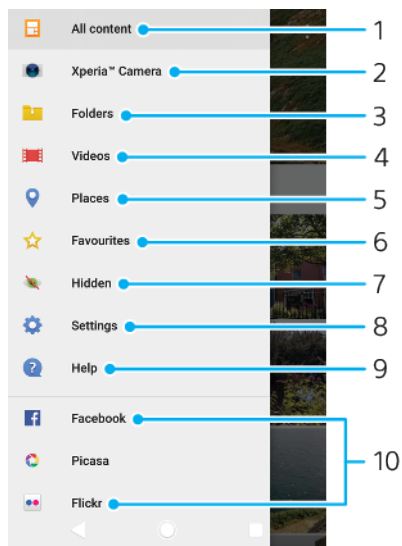 All content 1
Xperia™ Camera 2
Folders 3
Videos 4
Places 5
Favourites 6
Hidden 7
Settings 8
? Help 9
f Facebook
Picasa 10
Flickr